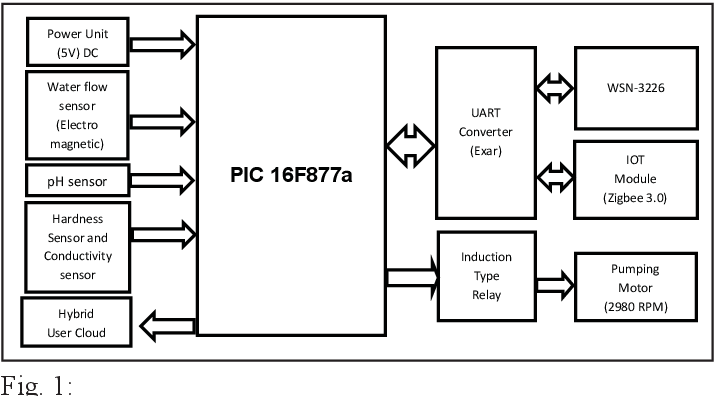 Power Unit
(5V) DC
Water flow
sensor
(Electro
magnetic)
pH sensor
Hardness
Sensor and
Conductivity
sensor
Hybrid
User Cloud
PIC 16F877a
UART
Converter
(Exar)
WSN-3226
IOT
Module
(Zigbee 3.0)
Induction
Type
Relay
Pumping
Motor
(2980 RPM)
Fig. 1: